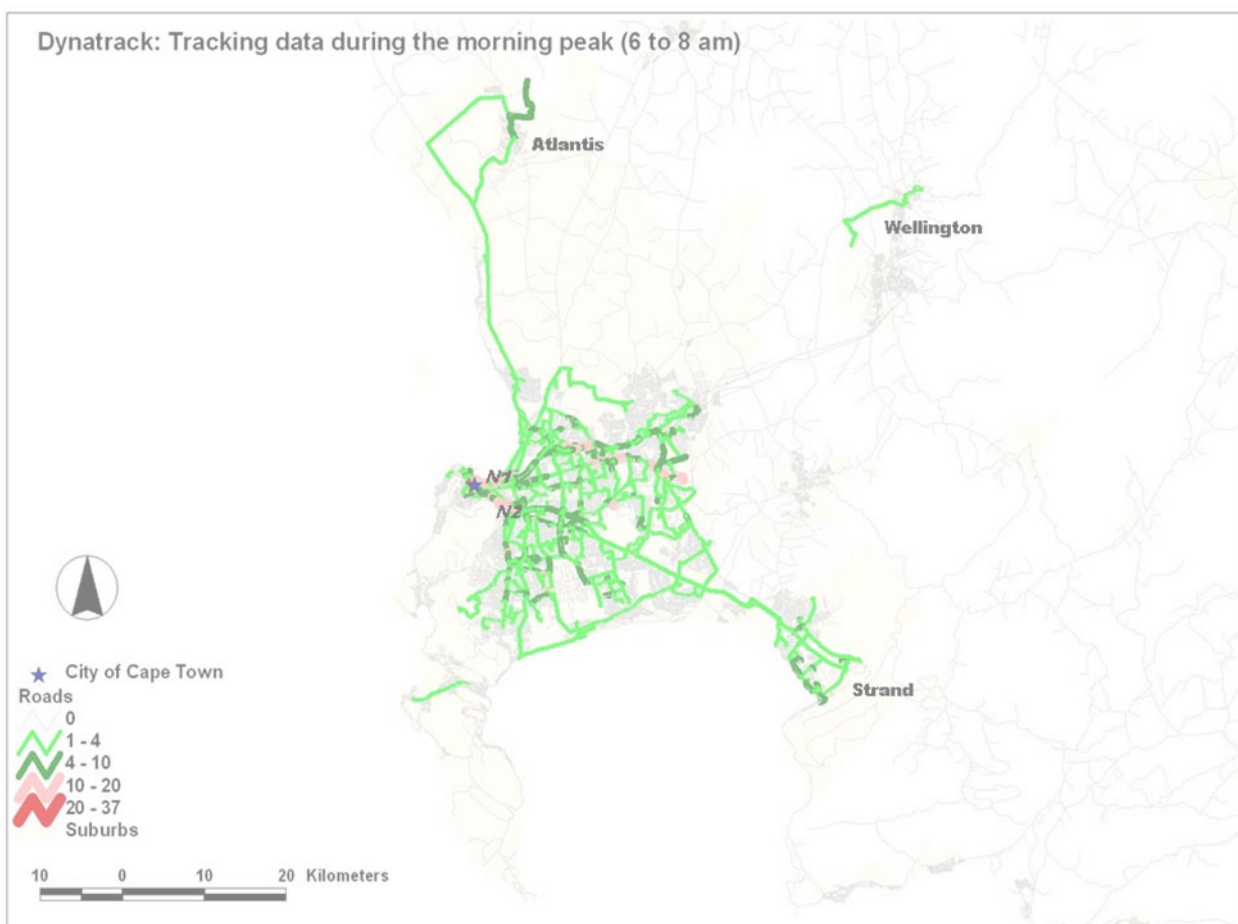 Dynatrack: Tracking data during the morning peak (6 to 8 am)
Atlantis
Wellington
N1
N2
Strand
City of Cape Town
Roads
0
1 - 4
4 - 10
10 - 20
20 - 37
Suburbs
10 0 10 20 Kilometers